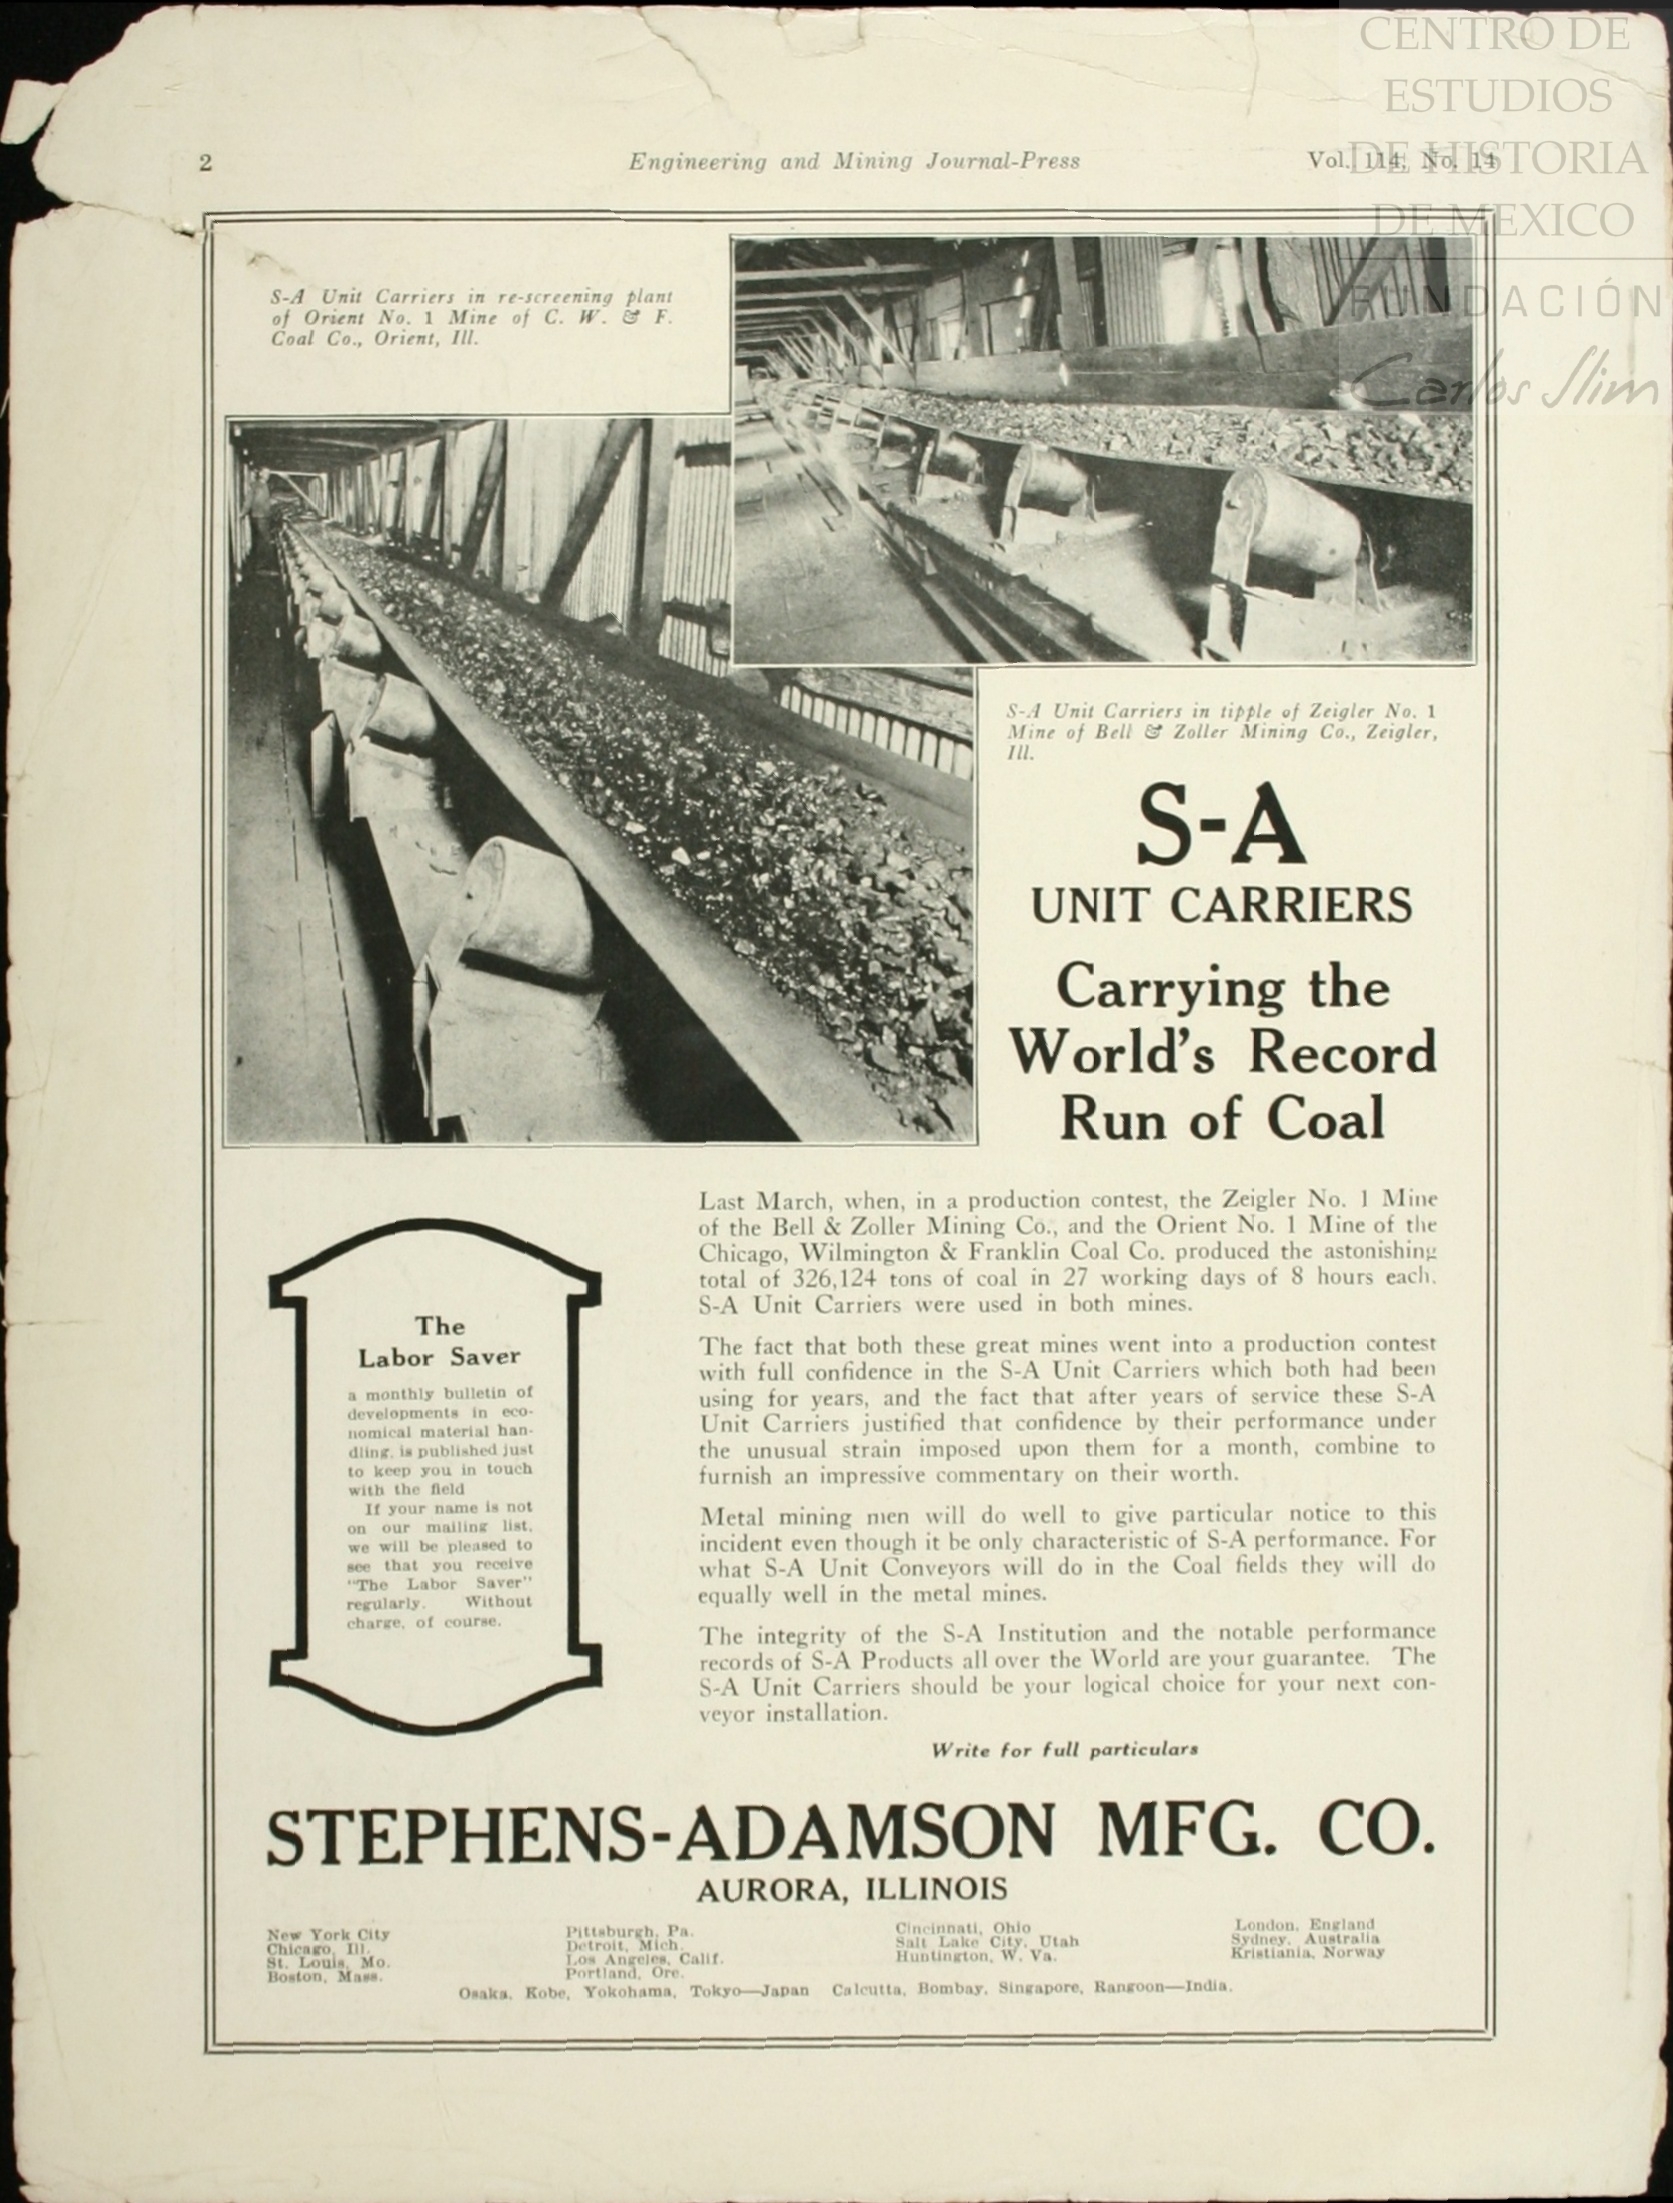 CENTRO DE
ESTUDIOS
DE HISTORIA
DE MEXICO
FUNDACIÓN
Carlos Slim
2
Engineering and Mining Journal-Press
Vol. 114, No. 14
S-A Unit Carriers in re-screening plant
of Orient No. 1 Mine of C. W. & F.
Coal Co., Orient, Ill.
S-A Unit Carriers in tipple of Zeigler No. 1
Mine of Bell & Zoller Mining Co., Zeigler,
Ill.
S-A
UNIT CARRIERS
Carrying the
World's Record
Run of Coal
Last March, when, in a production contest, the Zeigler No. 1 Mine
of the Bell & Zoller Mining Co., and the Orient No. 1 Mine of the
Chicago, Wilmington & Franklin Coal Co. produced the astonishing
total of 326,124 tons of coal in 27 working days of 8 hours each.
S-A Unit Carriers were used in both mines.
The fact that both these great mines went into a production contest
with full confidence in the S-A Unit Carriers which both had been
using for years, and the fact that after years of service these S-A
Unit Carriers justified that confidence by their performance under
the unusual strain imposed upon them for a month, combine to
furnish an impressive commentary on their worth.
Metal mining men will do well to give particular notice to this
incident even though it be only characteristic of S-A performance. For
what S-A Unit Conveyors will do in the Coal fields they will do
equally well in the metal mines.
The integrity of the S-A Institution and the notable performance
records of S-A Products all over the World are your guarantee. The
S-A Unit Carriers should be your logical choice for your next con-
veyor installation.
Write for full particulars
The
Labor Saver
a monthly bulletin of
developments in eco-
nomical material han-
dling, is published just
to keep you in touch
with the field
If your name is not
on our mailing list,
we will be pleased to
see that you receive
"The Labor Saver"
regularly. Without
charge, of course.
STEPHENS-ADAMSON MFG. CO.
AURORA, ILLINOIS
New York City
Chicago, Ill.
St. Louis, Mo.
Boston, Mass.
Pittsburgh, Pa.
Detroit, Mich.
Los Angeles, Calif.
Portland, Ore.
Cincinnati, Ohio
Salt Lake City, Utah
Huntington, W. Va.
London, England
Sydney, Australia
Kristiania, Norway
Osaka, Kobe, Yokohama, Tokyo—Japan Calcutta, Bombay, Singapore, Rangoon—India.